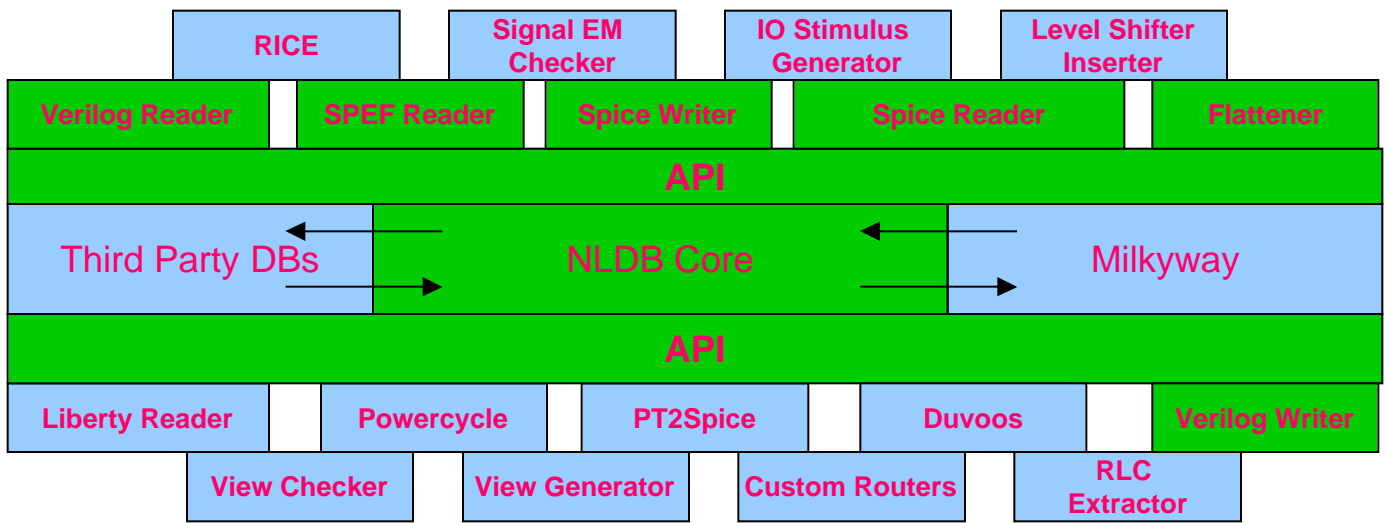 RICE
Signal EM
Checker
IO Stimulus
Generator
Level Shifter
Inserter
Verilog Reader
SPEF Reader
Spice Writer
Spice Reader
Flattener
API
Third Party DBs
NLDB Core
Milkyway
API
Liberty Reader
Powercycle
PT2Spice
Duvoos
Verilog Writer
View Checker
View Generator
Custom Routers
RLC
Extractor